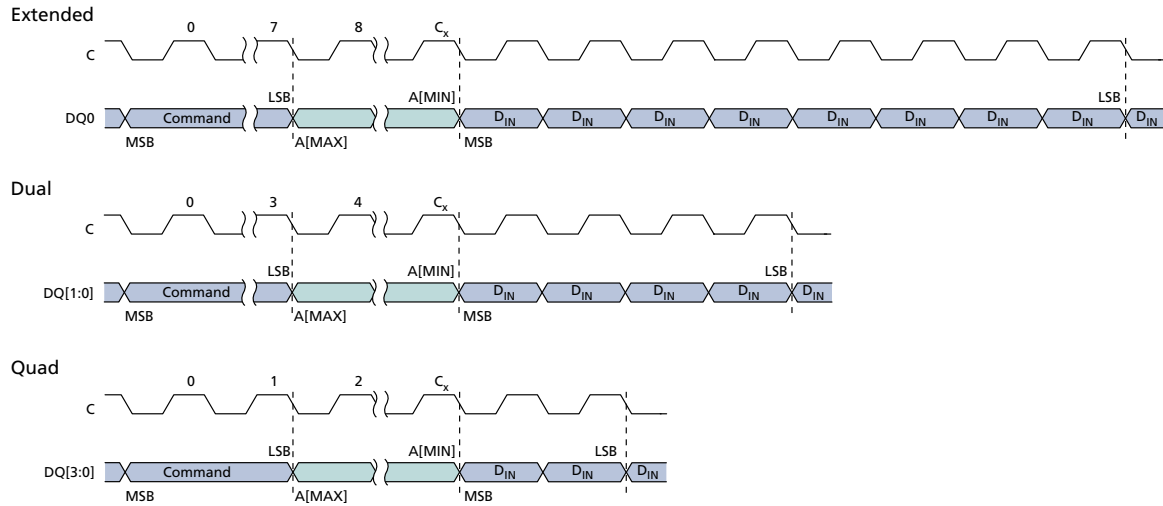 Extended
0 7 8 Cx
C
LSB A[MIN] LSB
DQ0 Command DIN DIN DIN DIN DIN DIN DIN DIN DIN
MSB A[MAX] MSB
Dual
0 3 4 Cx
C
LSB A[MIN] LSB
DQ[1:0] Command DIN DIN DIN DIN DIN
MSB A[MAX] MSB
Quad
0 1 2 Cx
C
LSB A[MIN] LSB
DQ[3:0] Command DIN DIN DIN
MSB A[MAX] MSB